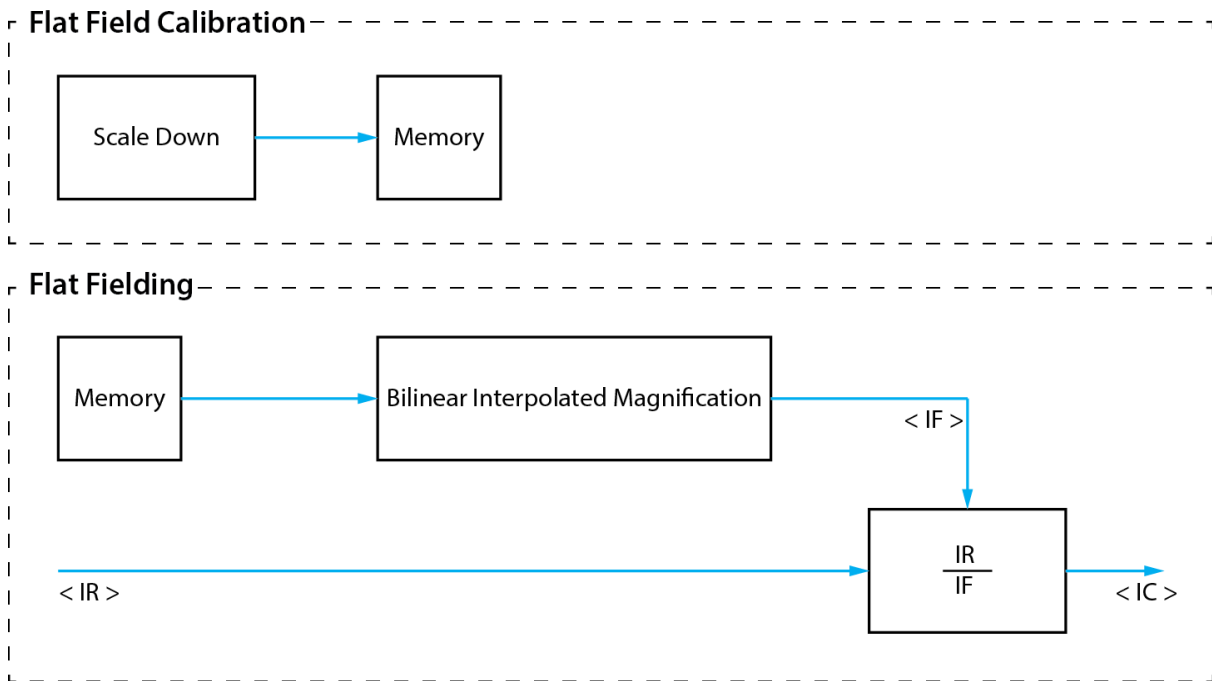 Flat Field Calibration
Scale Down
Memory
Flat Fielding
Memory
Bilinear Interpolated Magnification
< IF >
IR
IF
< IR >
< IC >